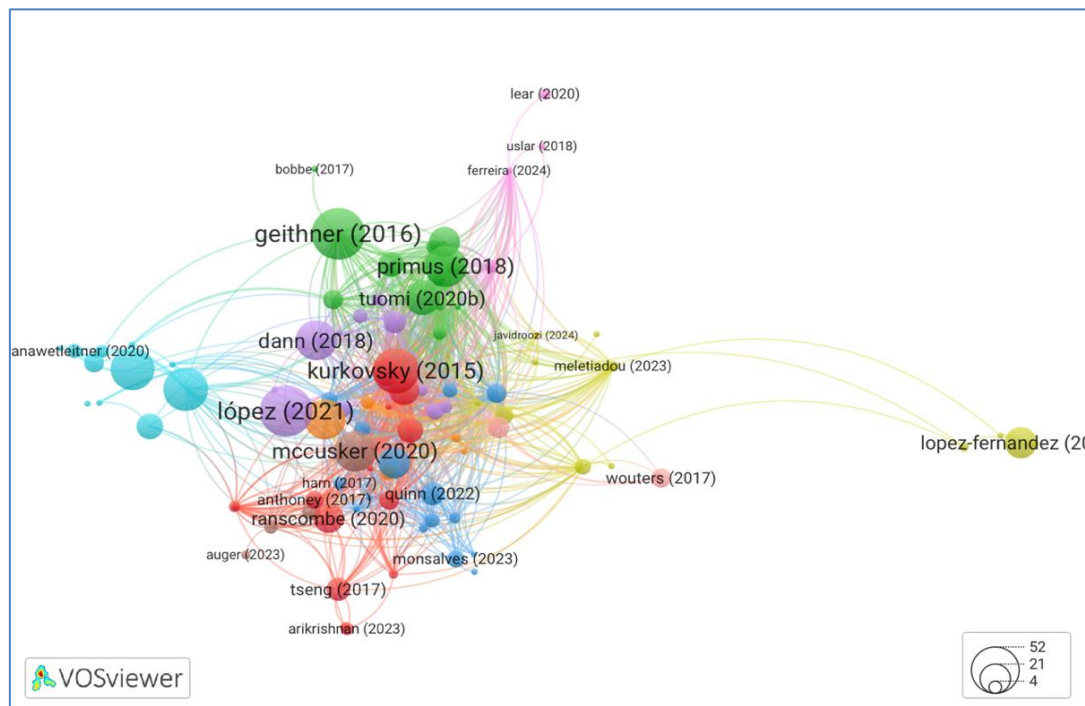 lear (2020)
uslar (2018)
bobbe (2017)
ferreira (2024)
geithner (2016)
primus (2018)
tuomi (2020b)
dann (2018)
javidroozi (2024)
anawetleitner (2020)
meletiadou (2023)
kurkovsky (2015)
lópez (2021)
lopez-fernandez (20
mccusker (2020)
wouters (2017)
harn (2017)
anthoney (2017)
quinn (2022)
ranscombe (2020)
auger (2023)
monsalves (2023)
tseng (2017)
arikrishnan (2023)
VOSviewer
52
21
4